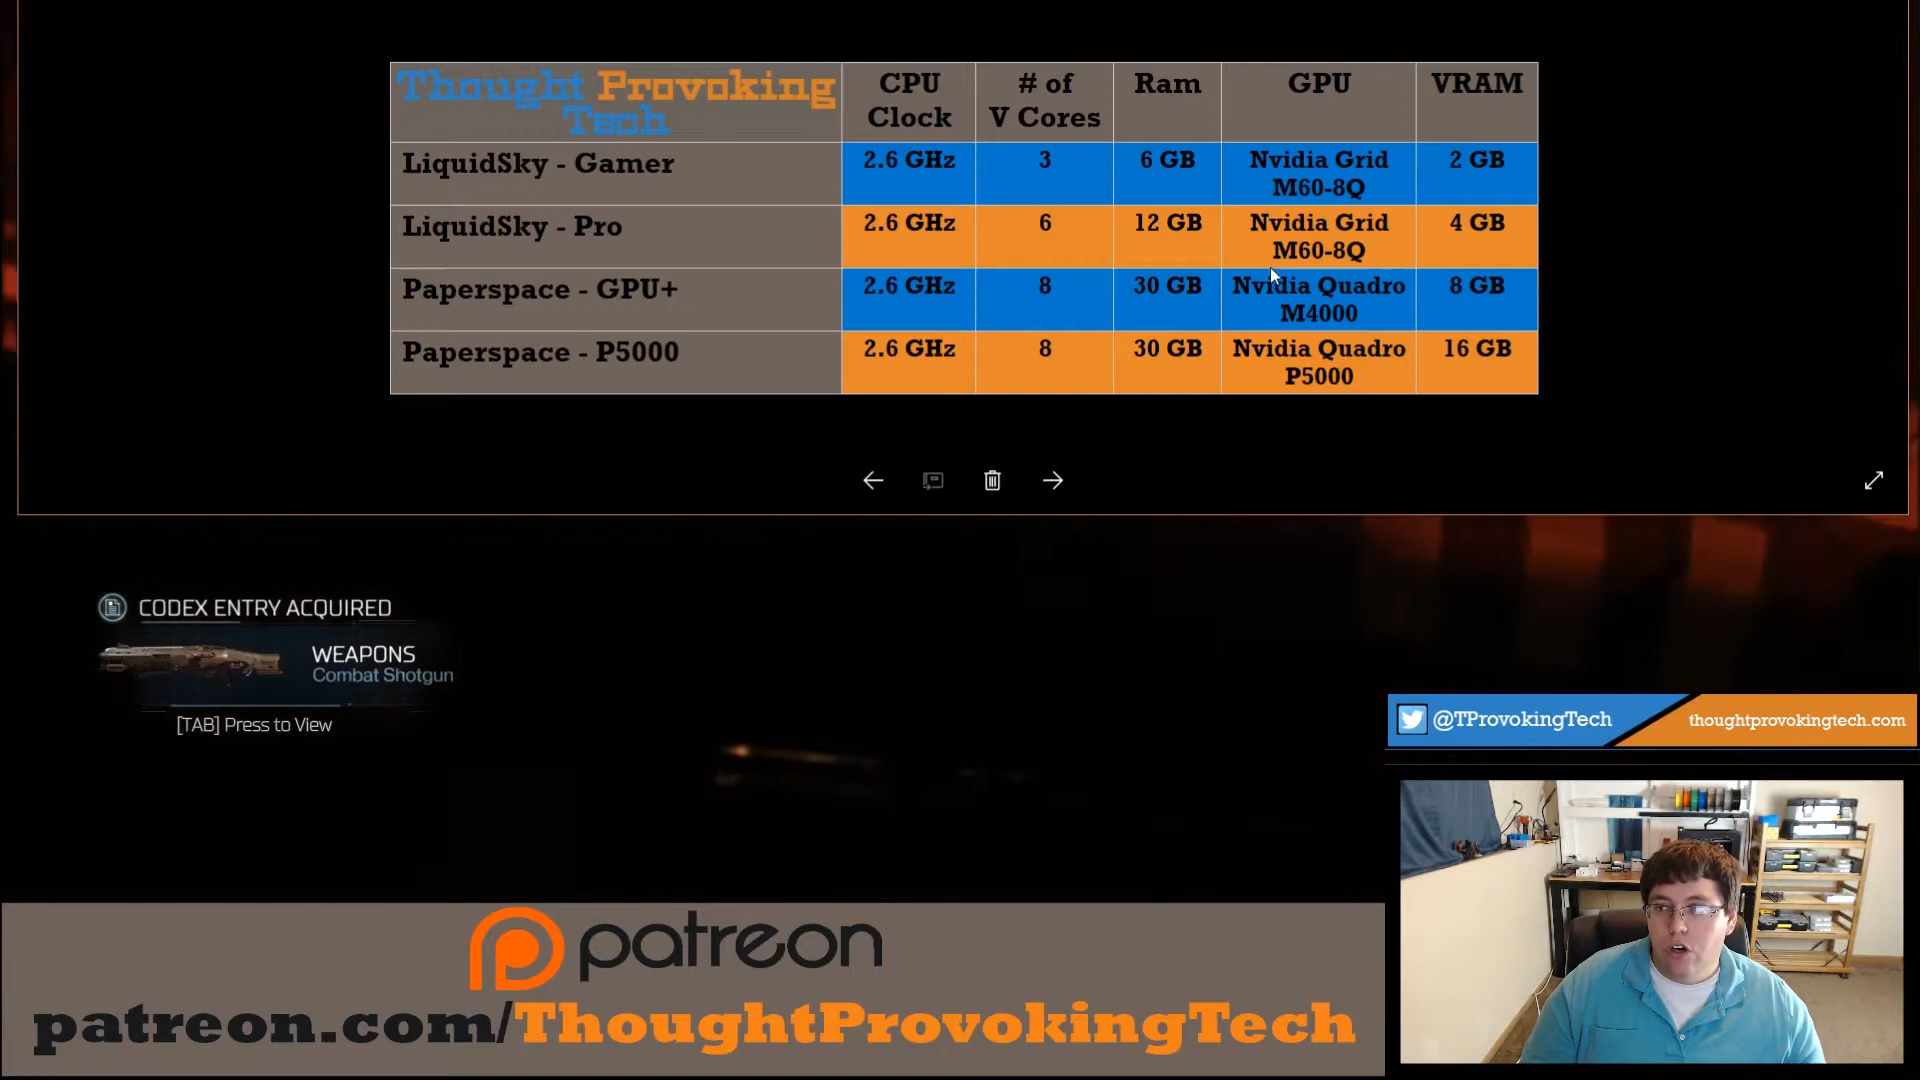 Thought Provoking Tech | CPU Clock | # of V Cores | Ram | GPU | VRAM
LiquidSky - Gamer | 2.6 GHz | 3 | 6 GB | Nvidia Grid M60-8Q | 2 GB
LiquidSky - Pro | 2.6 GHz | 6 | 12 GB | Nvidia Grid M60-8Q | 4 GB
Paperspace - GPU+ | 2.6 GHz | 8 | 30 GB | Nvidia Quadro M4000 | 8 GB
Paperspace - P5000 | 2.6 GHz | 8 | 30 GB | Nvidia Quadro P5000 | 16 GB
CODEX ENTRY ACQUIRED
WEAPONS
Combat Shotgun
[TAB] Press to View
@TProvokingTech
thoughtprovokingtech.com
patreon
patreon.com/ThoughtProvokingTech